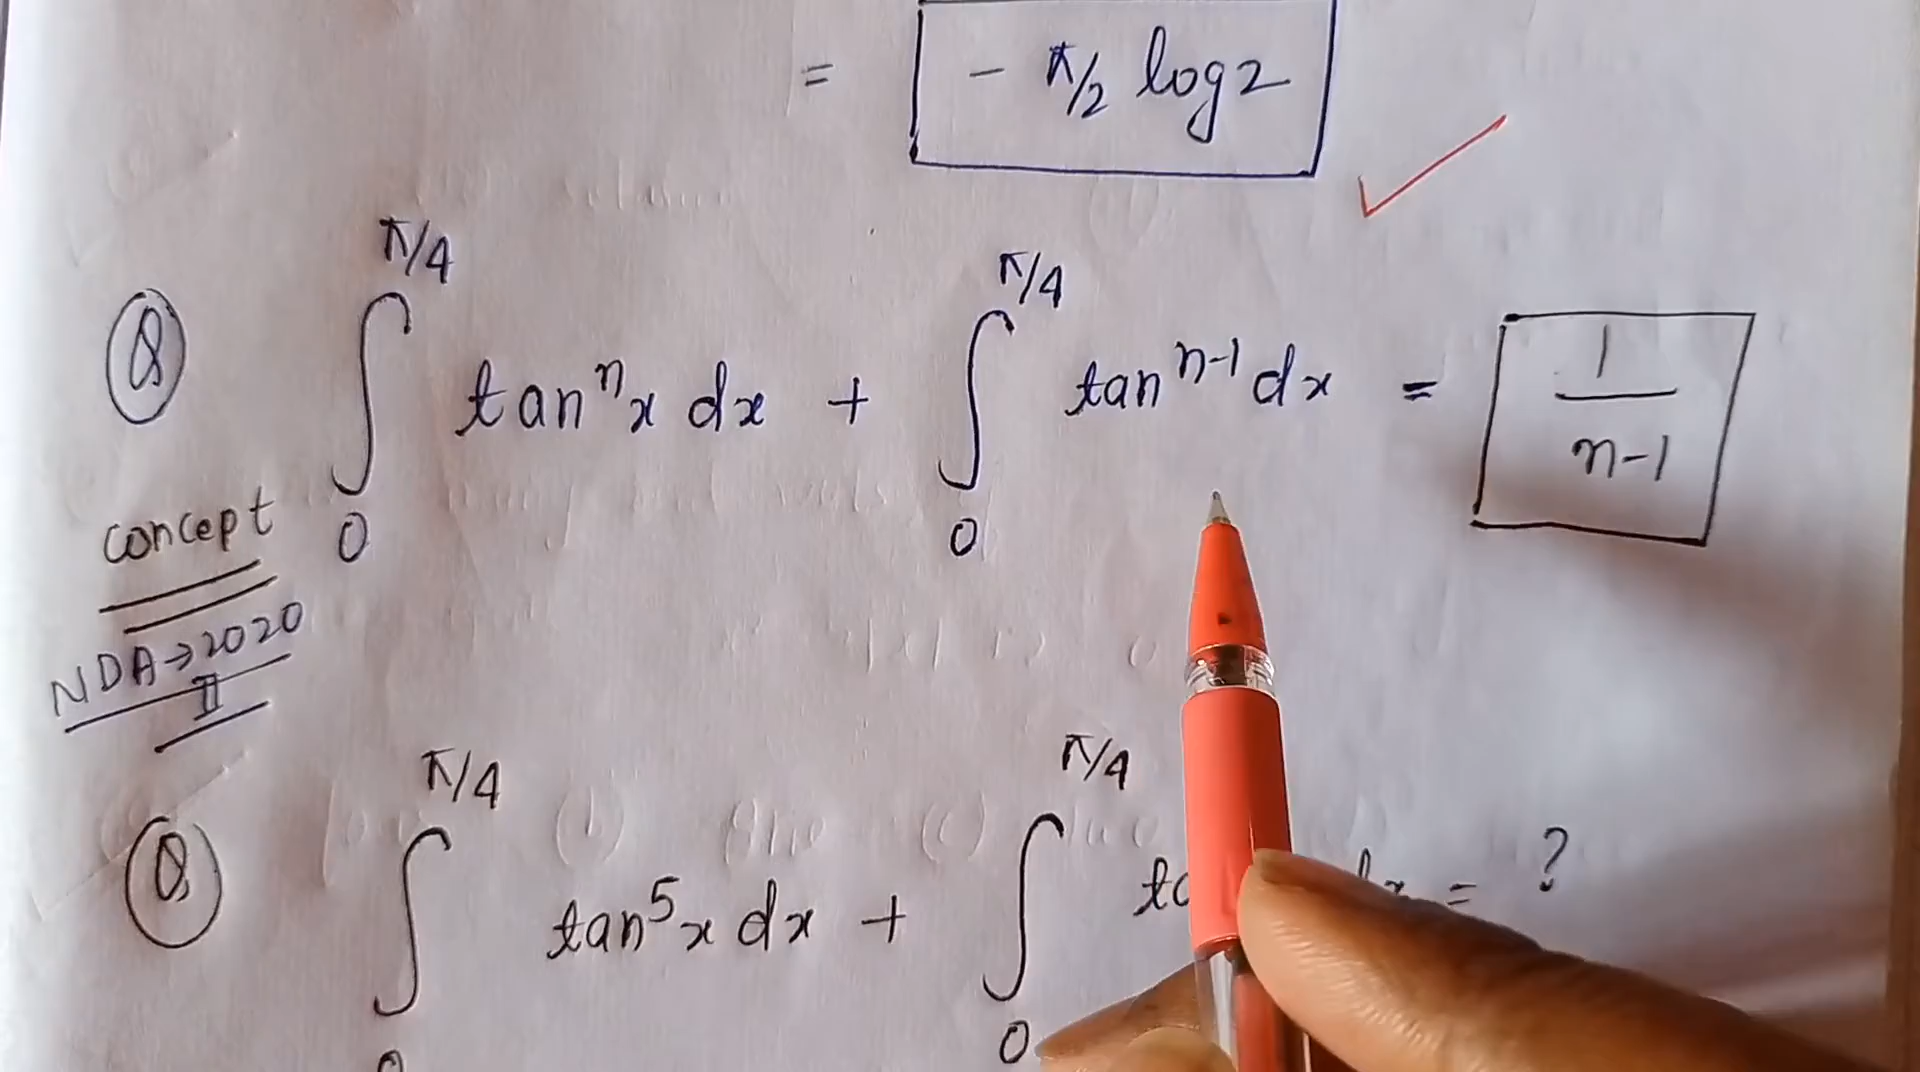 = - π/2 log2
Q ∫₀^π/4 tanⁿx dx + ∫₀^π/4 tanⁿ⁻¹ dx = 1/n-1
concept
NDA→2020
II
Q ∫₀^π/4 tan⁵x dx + ∫₀^π/4 = ?